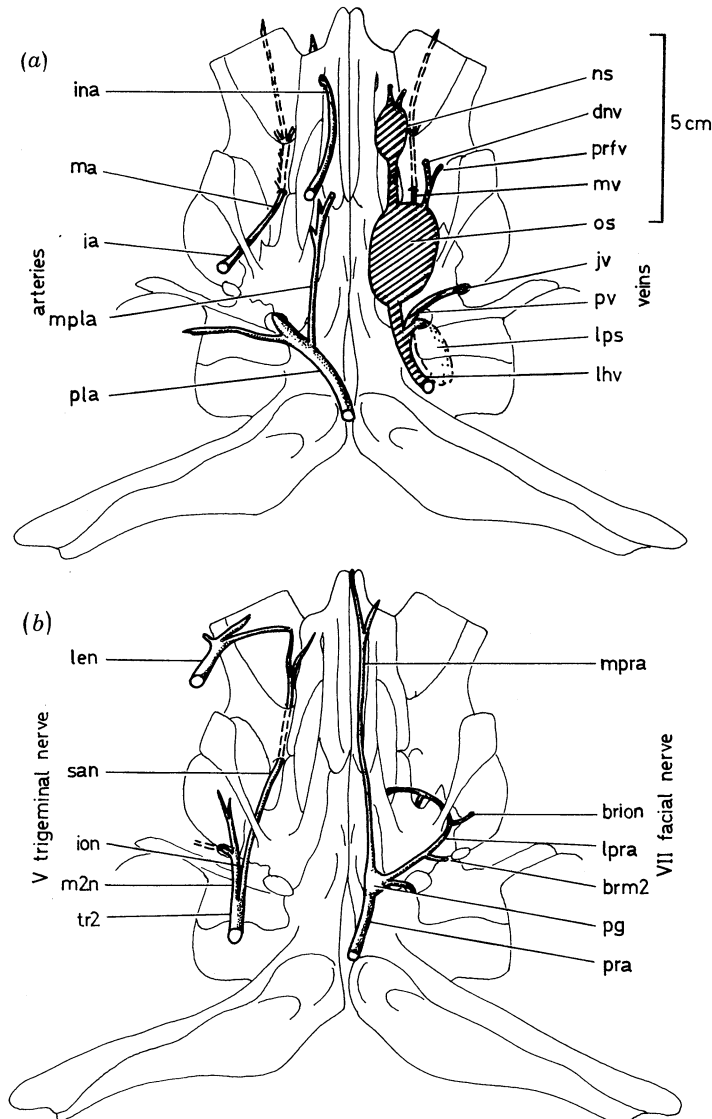 (a)
ina
ma
ia
mpla
pla
arteries
ns
dnv
prfv
mv
os
jv
pv
lps
lhv
veins
5 cm
(b)
len
san
ion
m2n
tr2
V trigeminal nerve
mpra
brion
lpra
brm2
pg
pra
VII facial nerve